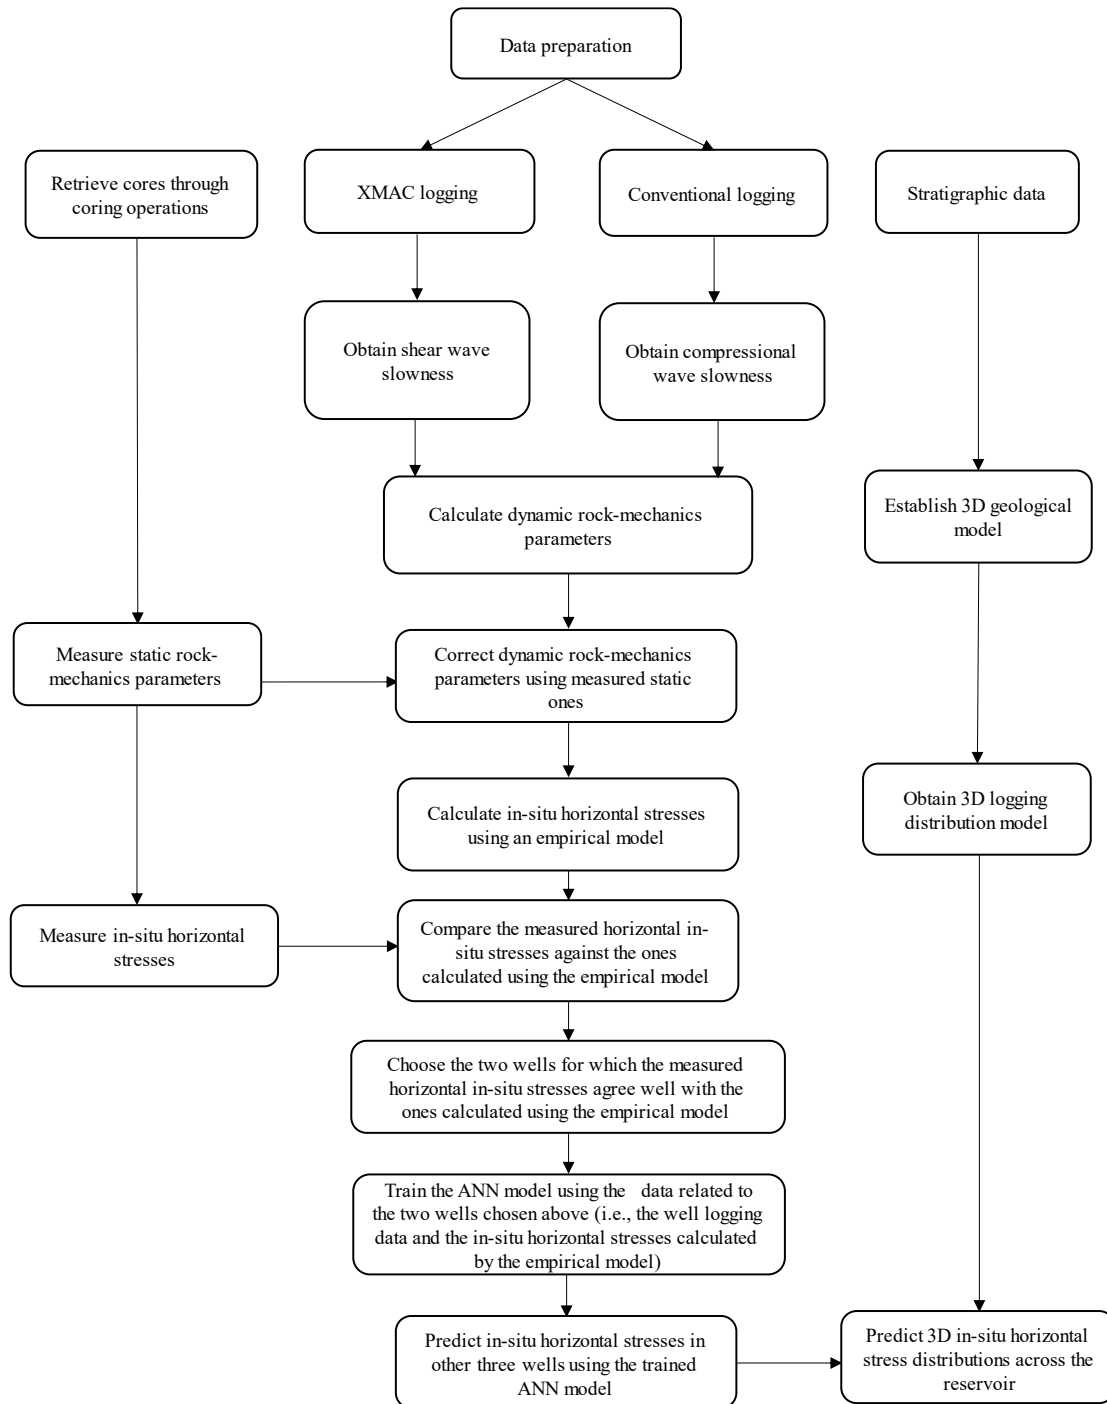 Data preparation
Retrieve cores through
coring operations
XMAC logging
Conventional logging
Stratigraphic data
Obtain shear wave
slowness
Obtain compressional
wave slowness
Calculate dynamic rock-mechanics
parameters
Establish 3D geological
model
Measure static rock-
mechanics parameters
Correct dynamic rock-mechanics
parameters using measured static
ones
Calculate in-situ horizontal stresses
using an empirical model
Obtain 3D logging
distribution model
Measure in-situ horizontal
stresses
Compare the measured horizontal in-
situ stresses against the ones
calculated using the empirical model
Choose the two wells for which the measured
horizontal in-situ stresses agree well with the
ones calculated using the empirical model
Train the ANN model using the data related to
the two wells chosen above (i.e., the well logging
data and the in-situ horizontal stresses calculated
by the empirical model)
Predict in-situ horizontal stresses in
other three wells using the trained
ANN model
Predict 3D in-situ horizontal
stress distributions across the
reservoir